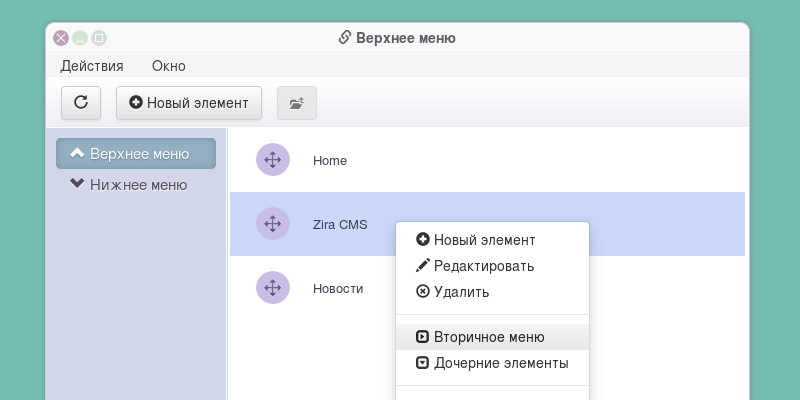 Верхнее меню
Действия Окно
Новый элемент
Верхнее меню
Нижнее меню
Home
Zira CMS
Новости
Новый элемент
Редактировать
Удалить
Вторичное меню
Дочерние элементы